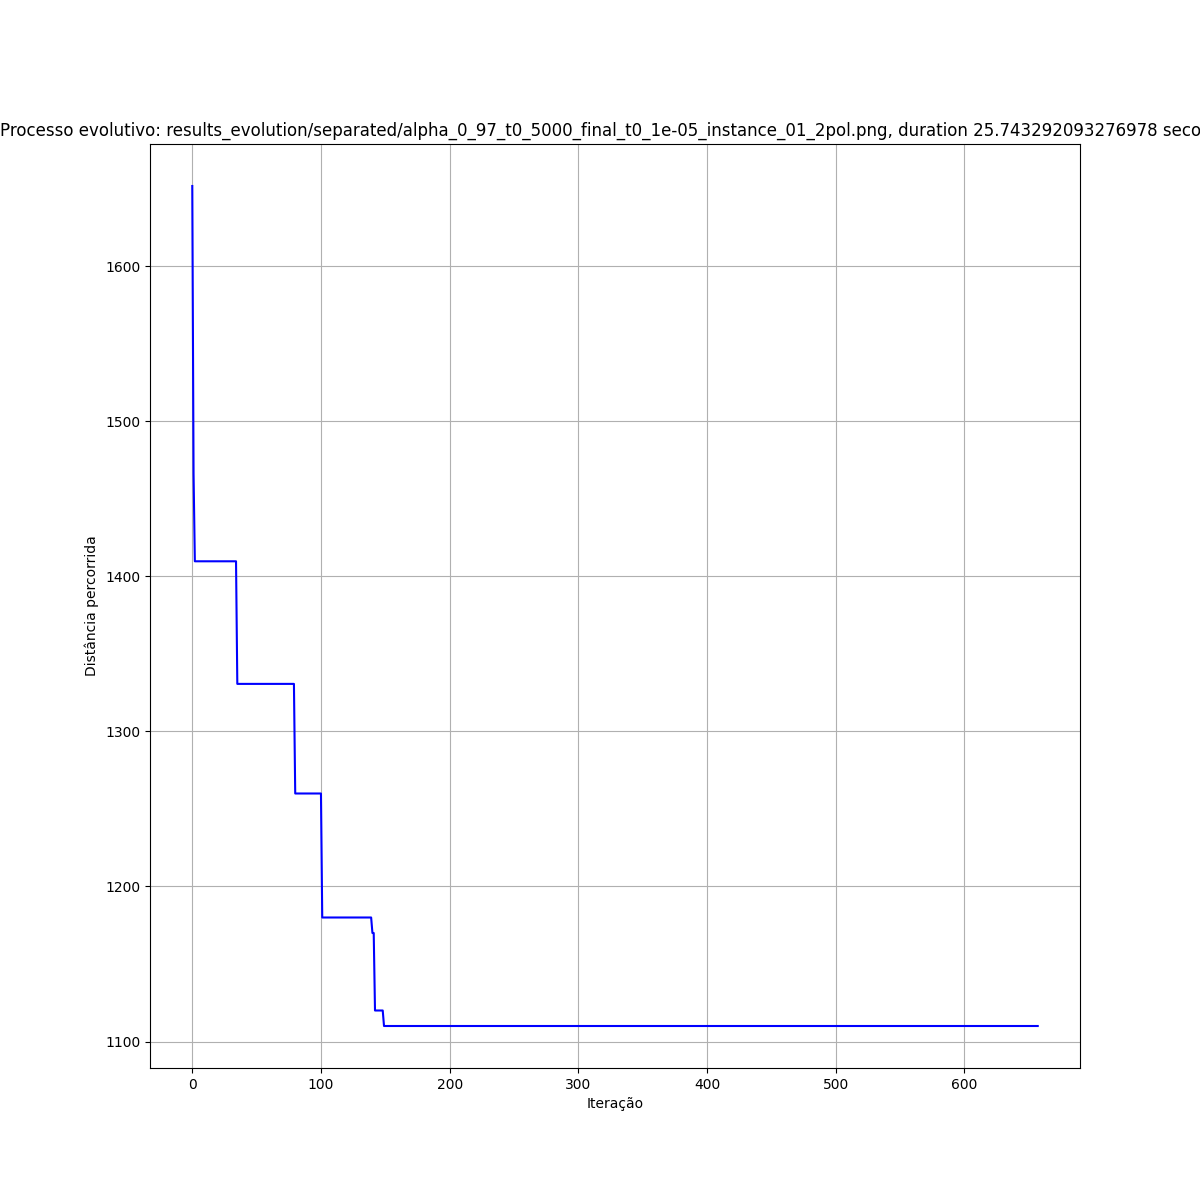 Processo evolutivo: results_evolution/separated/alpha_0_97_t0_5000_final_t0_1e-05_instance_01_2pol.png, duration 25.743292093276978 seco
1600
1500
1400
1300
1200
1100
Distância percorrida
0 100 200 300 400 500 600
Iteração